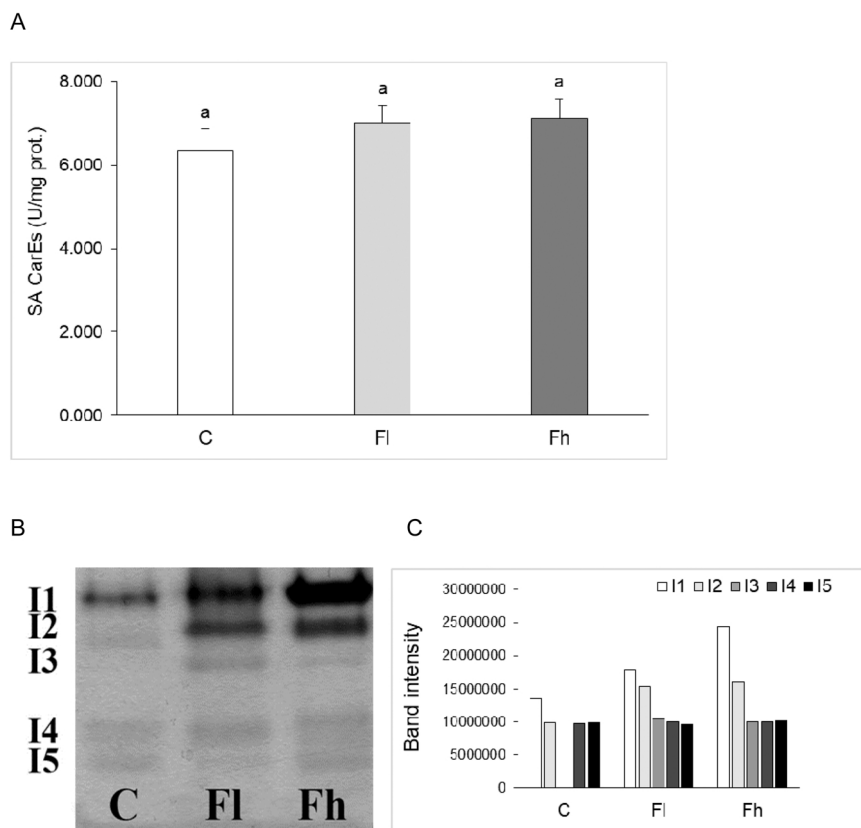 A
8.000
6.000
4.000
2.000
0.000
SA CarEs (U/mg prot.)
a
a
a
C
Fl
Fh
B
I1
I2
I3
I4
I5
C Fl Fh
C
I1 I2 I3 I4 I5
30000000
25000000
20000000
15000000
10000000
5000000
0
Band intensity
C
Fl
Fh